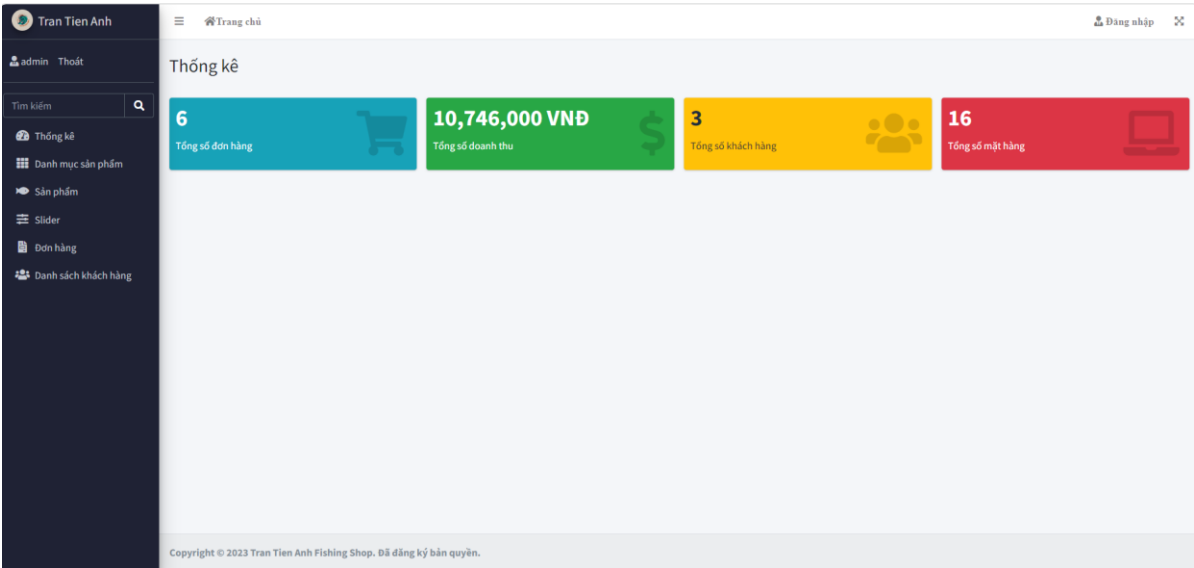 Tran Tien Anh
admin Thoát
Tìm kiếm
Thống kê
Danh mục sản phẩm
Sản phẩm
Slider
Đơn hàng
Danh sách khách hàng
Trang chủ
Đăng nhập
Thống kê
6
Tổng số đơn hàng
10,746,000 VNĐ
Tổng số doanh thu
3
Tổng số khách hàng
16
Tổng số mặt hàng
Copyright © 2023 Tran Tien Anh Fishing Shop. Đã đăng ký bản quyền.